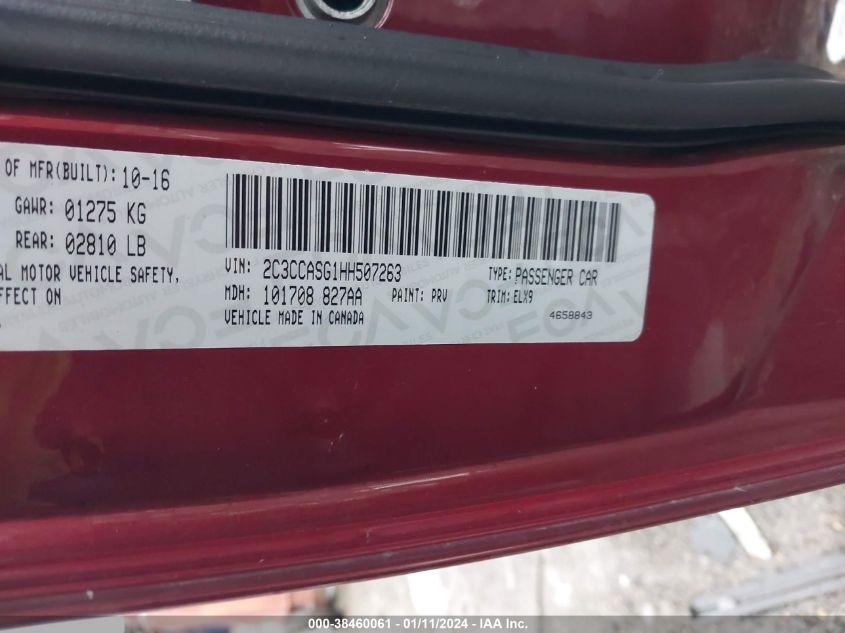 OF MFR(BUILT): 10-16
GAWR: 01275 KG
REAR: 02810 LB
AL MOTOR VEHICLE SAFETY,
EFFECT ON
VIN: 2C3CCASG1HH507263
TYPE: PASSENGER CAR
MDH: 101708 827AA
PAINT: PRV
TRIM: ELX9
VEHICLE MADE IN CANADA
4658843
000-38460061 - 01/11/2024 - IAA Inc.